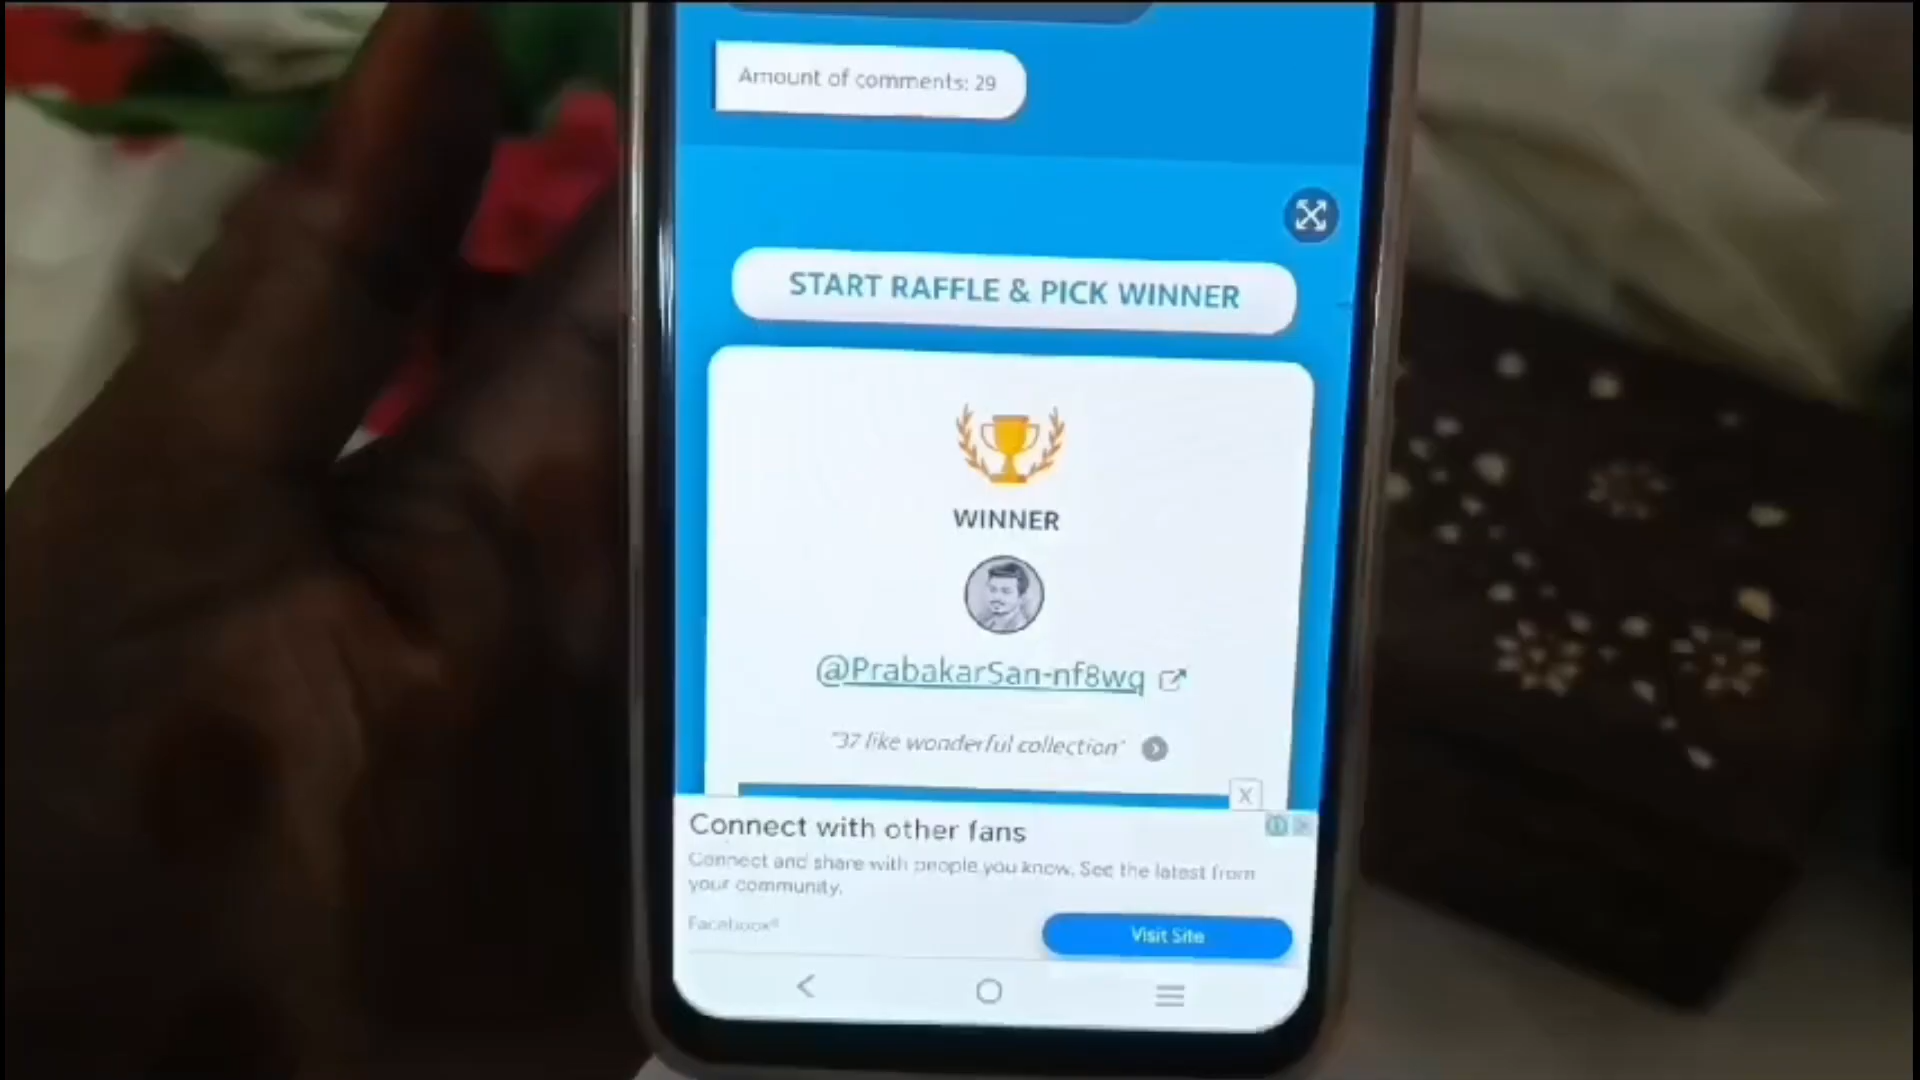 Amount of comments: 29
START RAFFLE & PICK WINNER
WINNER
@PrabakarSan-nf8wq
"37 like wonderful collection"
X
Connect with other fans
Connect and share with people you know. See the latest from
your community.
Facebook®
Visit Site